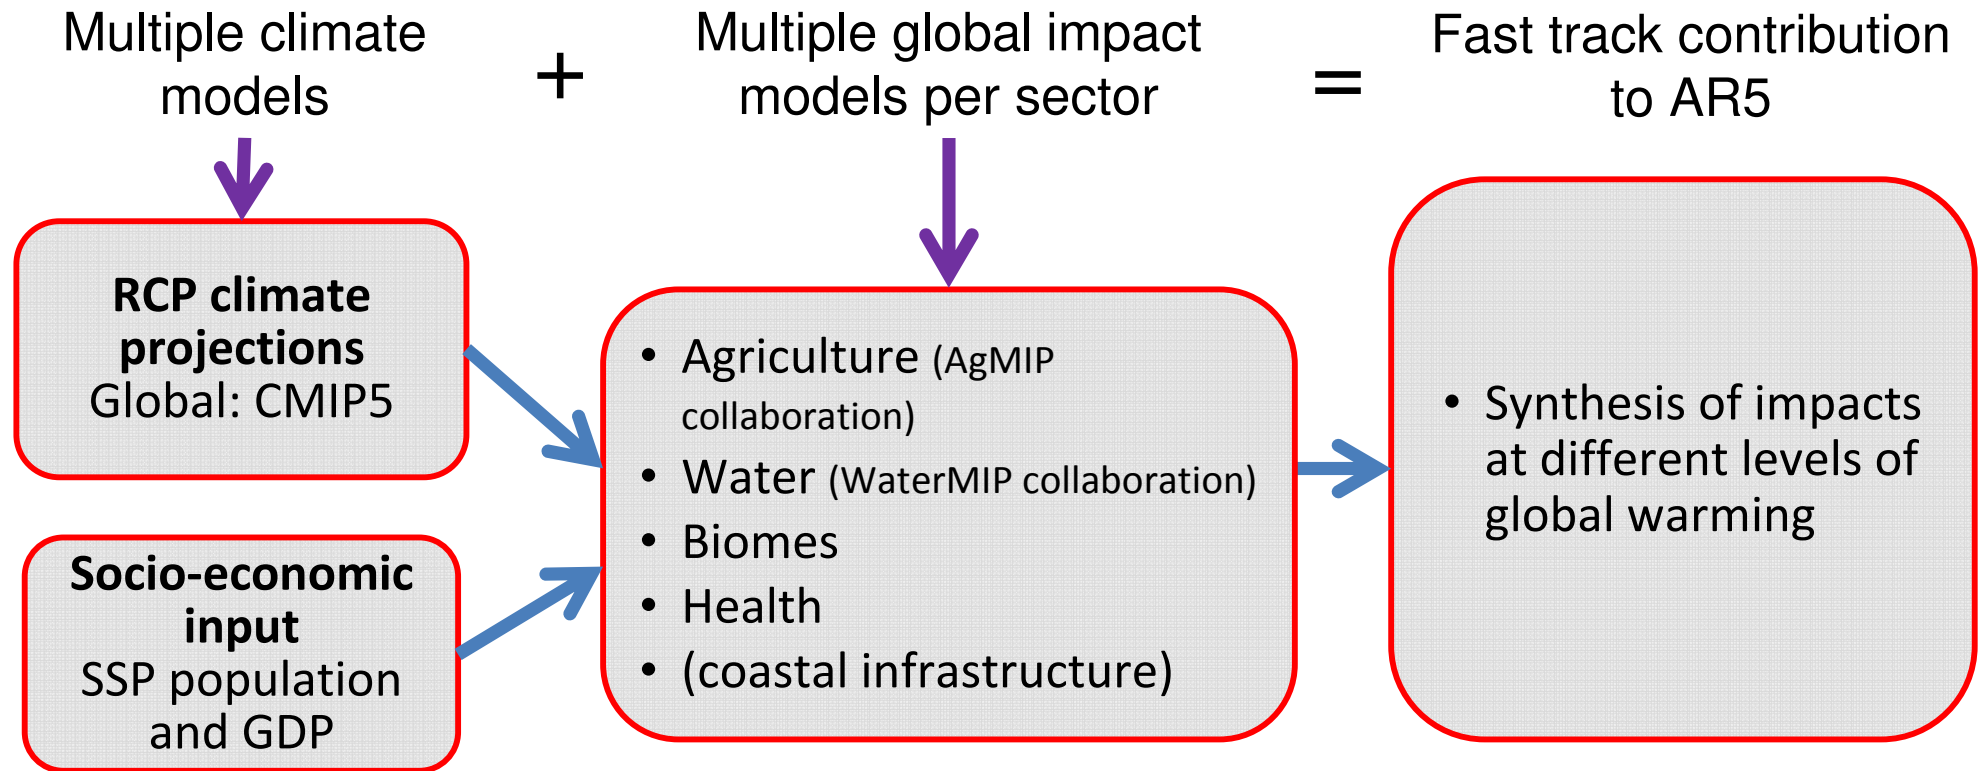 Multiple climate
models
+
Multiple global impact
models per sector
=
Fast track contribution
to AR5
RCP climate
projections
Global: CMIP5
Socio-economic
input
SSP population
and GDP
• Agriculture (AgMIP
collaboration)
• Water (WaterMIP collaboration)
• Biomes
• Health
• (coastal infrastructure)
• Synthesis of impacts
at different levels of
global warming